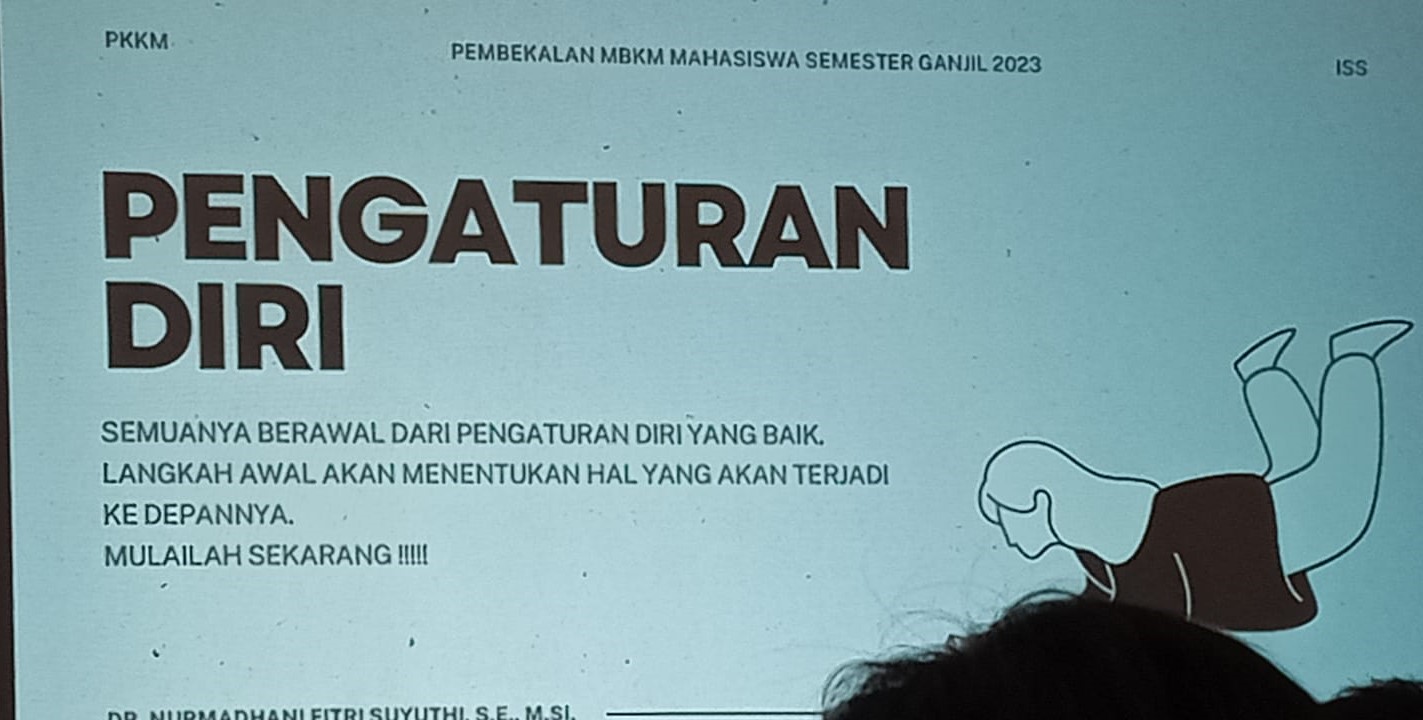 PKKM
PEMBEKALAN MBKM MAHASISWA SEMESTER GANJIL 2023
ISS
PENGATURAN
DIRI
SEMUANYA BERAWAL DARI PENGATURAN DIRI YANG BAIK.
LANGKAH AWAL AKAN MENENTUKAN HAL YANG AKAN TERJADI
KE DEPANNYA.
MULAILAH SEKARANG !!!!!
DR. NURMADHANI FITRI SUYUTHI, S.E., M.Si.